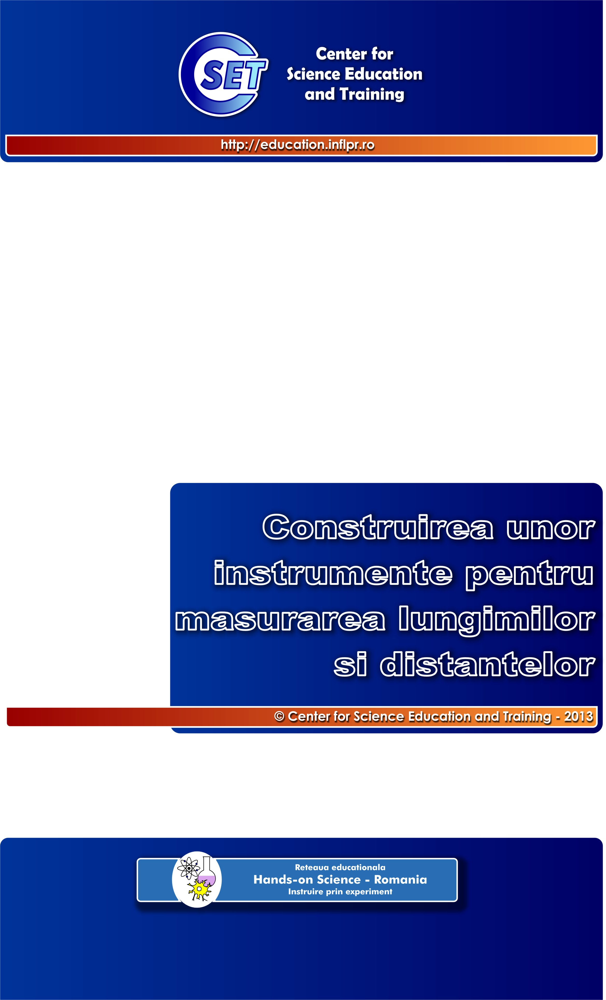 CSET
Center for
Science Education
and Training
http://education.inflpr.ro
Construirea unor
instrumente pentru
masurarea lungimilor
si distantelor
© Center for Science Education and Training - 2013
Reteaua educationala
Hands-on Science - Romania
Instruire prin experiment